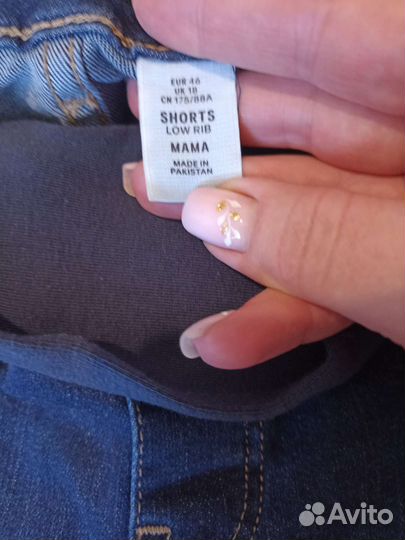 EUR 46
UK 18
CN 175/88A
SHORTS
LOW RIB
MAMA
MADE IN
PAKISTAN
Avito